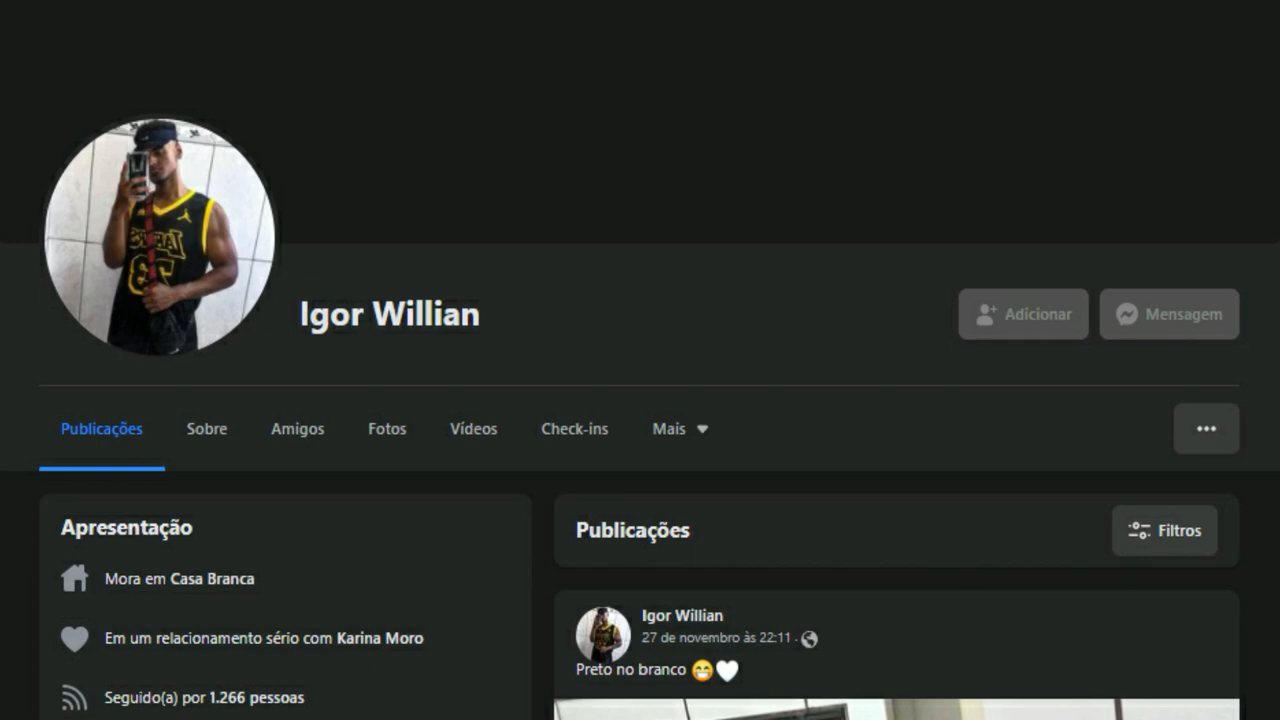 Igor Willian
Adicionar
Mensagem
Publicações
Sobre
Amigos
Fotos
Vídeos
Check-ins
Mais
Apresentação
Mora em Casa Branca
Em um relacionamento sério com Karina Moro
Seguido(a) por 1.266 pessoas
Publicações
Filtros
Igor Willian
27 de novembro às 22:11 ·
Preto no branco 😁🤍